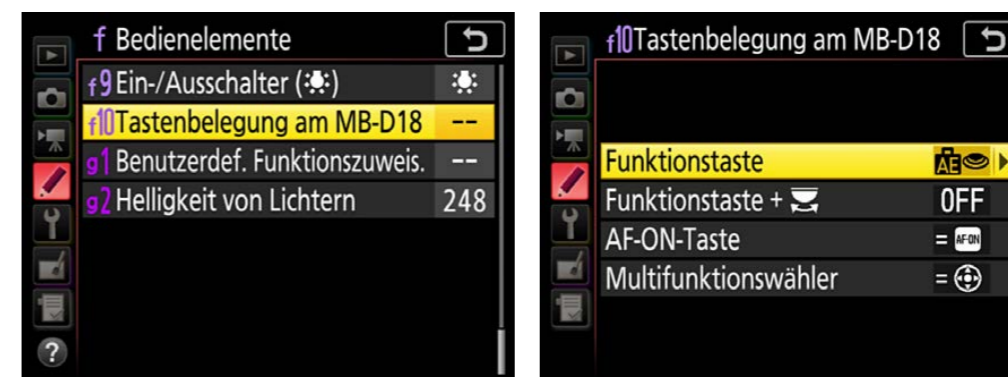 f Bedienelemente
f9 Ein-/Ausschalter ( )
f10 Tastenbelegung am MB-D18 --
g1 Benutzerdef. Funktionszuweis. --
g2 Helligkeit von Lichtern 248
?
f10 Tastenbelegung am MB-D18
Funktionstaste AE
Funktionstaste + OFF
AF-ON-Taste = AF-ON
Multifunktionswähler =